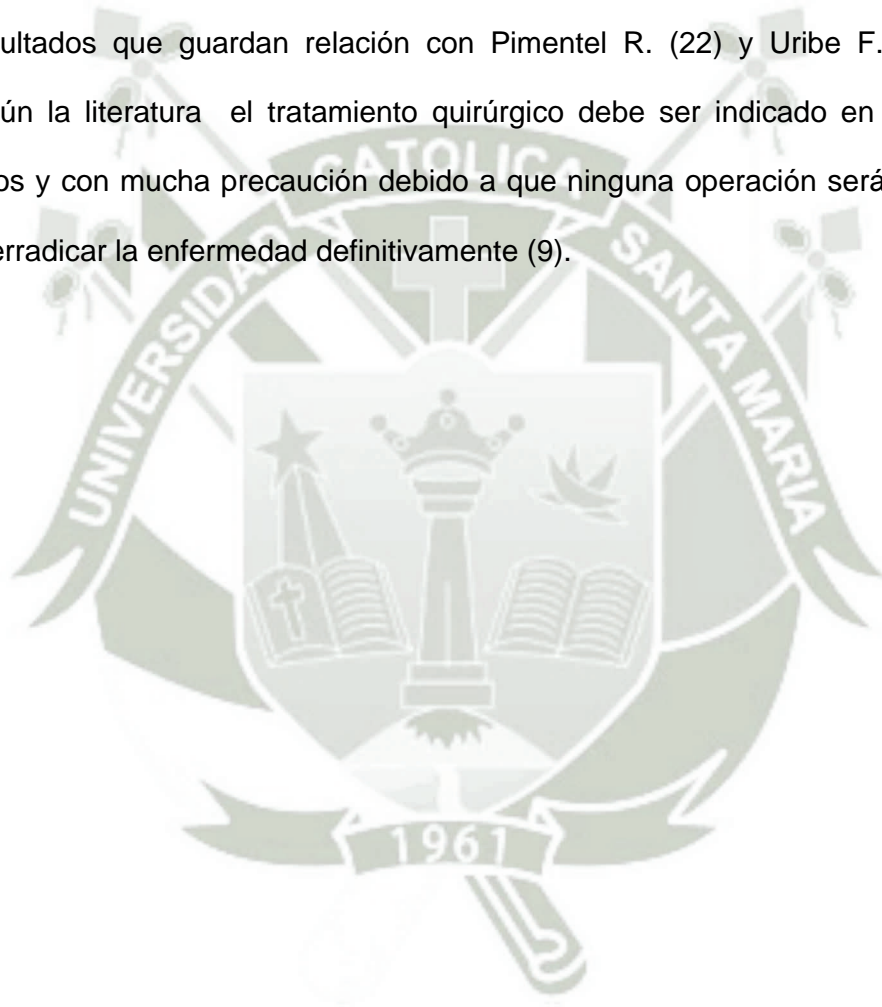 ultados que guardan relación con Pimentel R. (22) y Uribe F.
ún la literatura el tratamiento quirúrgico debe ser indicado en
os y con mucha precaución debido a que ninguna operación será
erradicar la enfermedad definitivamente (9).
UNIVERSIDAD CATOLICA SANTA MARIA
1961